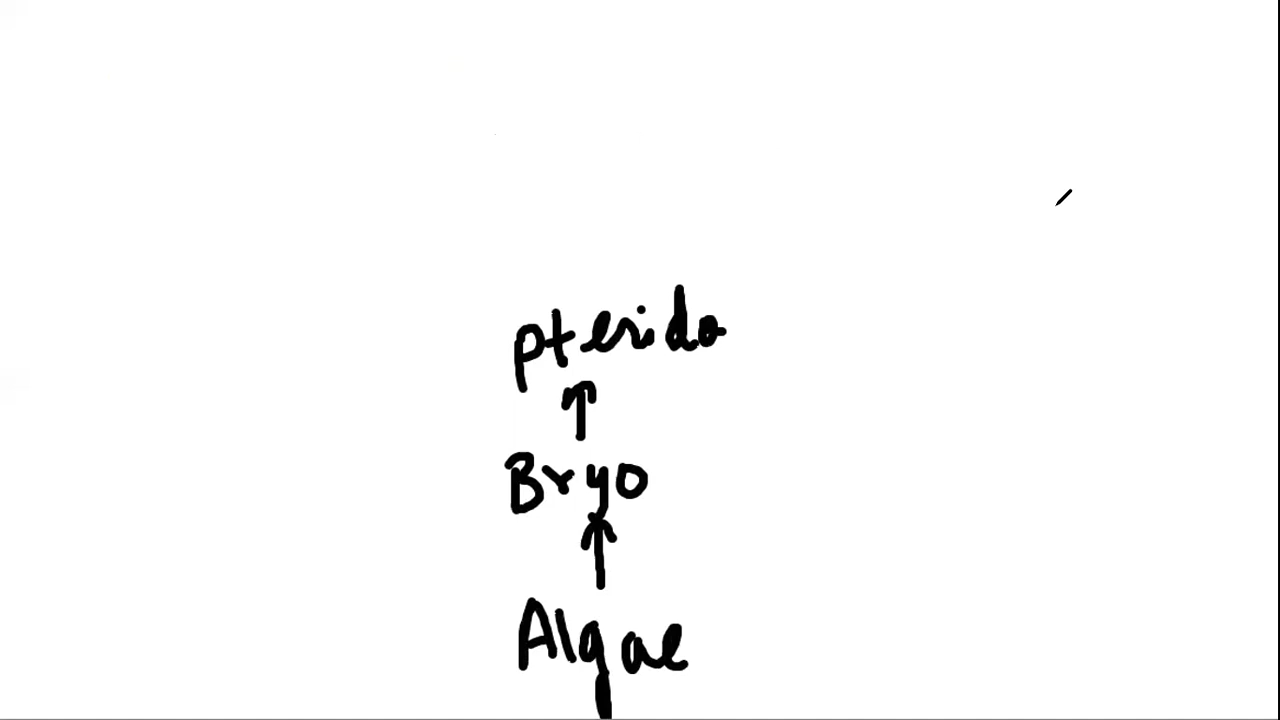 pterido
↑
Bryo
↑
Algae